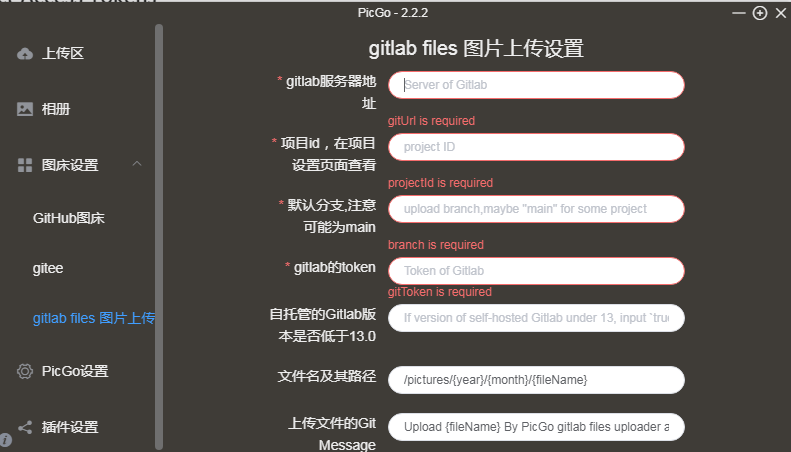 PicGo - 2.2.2
上传区
相册
图床设置
GitHub图床
gitee
gitlab files 图片上传
PicGo设置
插件设置
gitlab files 图片上传设置
* gitlab服务器地
址
Server of Gitlab
gitUrl is required
* 项目id，在项目
设置页面查看
project ID
projectId is required
* 默认分支,注意
可能为main
upload branch,maybe "main" for some project
branch is required
* gitlab的token
Token of Gitlab
gitToken is required
自托管的Gitlab版
本是否低于13.0
If version of self-hosted Gitlab under 13, input `true
文件名及其路径
/pictures/{year}/{month}/{fileName}
上传文件的Git
Message
Upload {fileName} By PicGo gitlab files uploader a